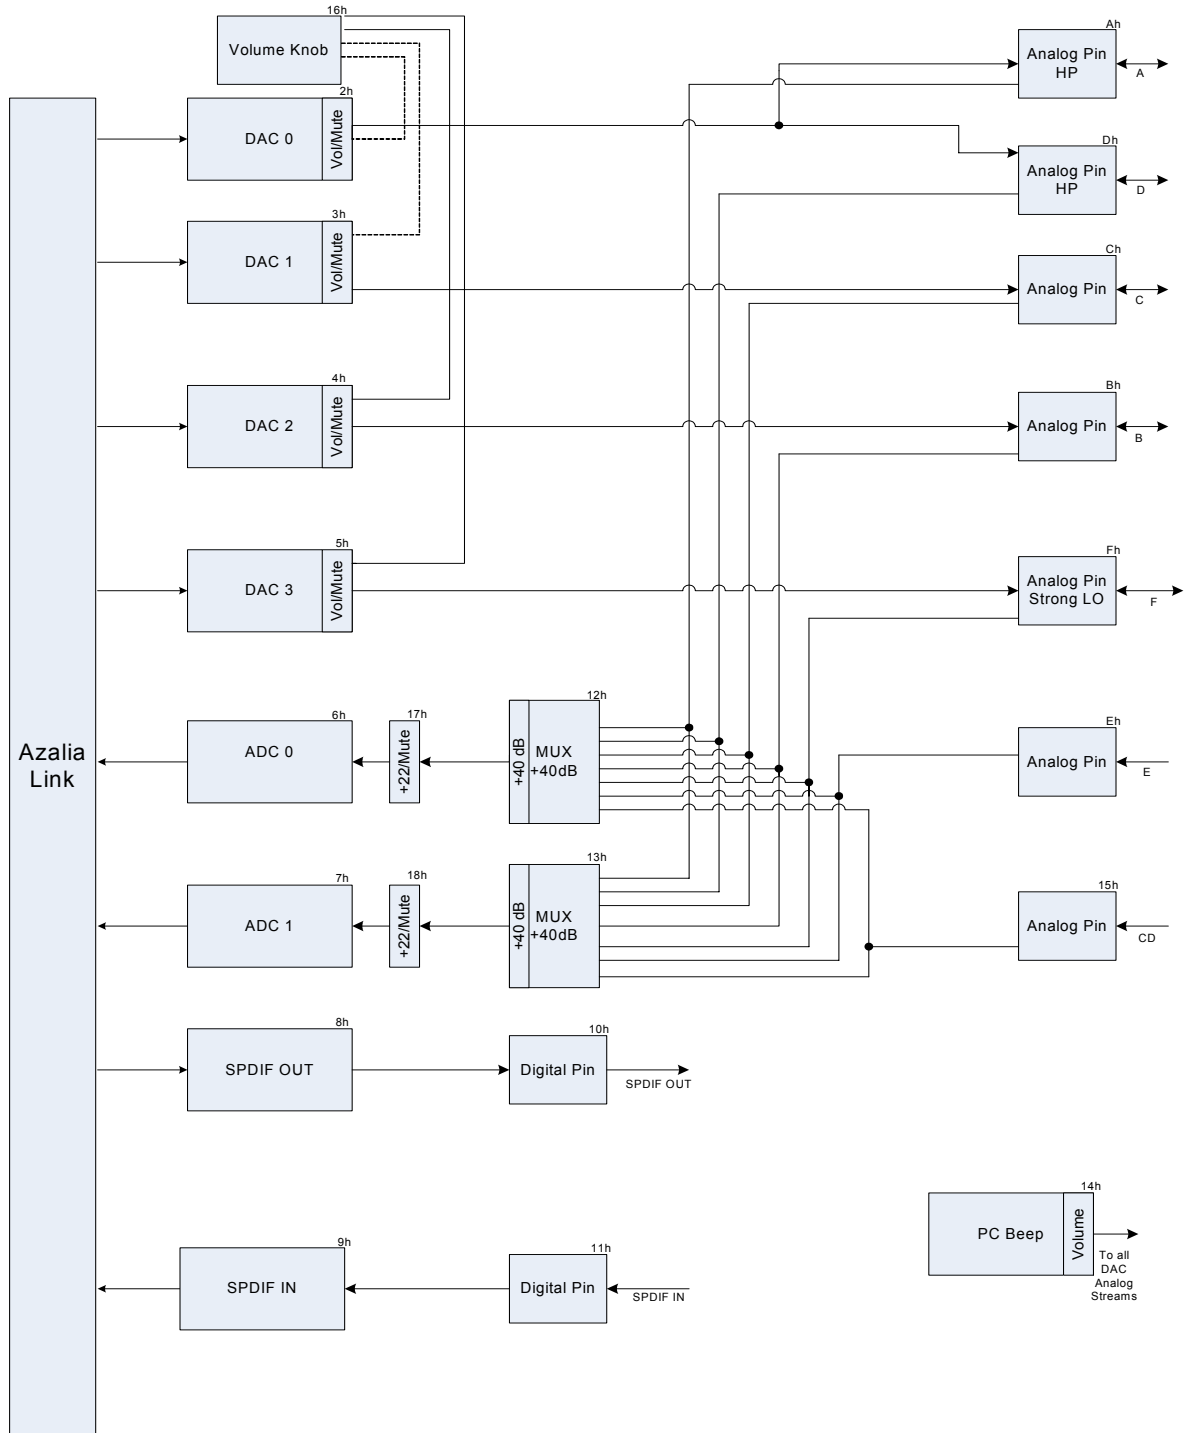 16h
Volume Knob
Ah
Analog Pin
HP
A
2h
DAC 0
Vol/Mute
Dh
Analog Pin
HP
D
3h
DAC 1
Vol/Mute
Ch
Analog Pin
C
4h
DAC 2
Vol/Mute
Bh
Analog Pin
B
5h
DAC 3
Vol/Mute
Fh
Analog Pin
Strong LO
F
Azalia
Link
6h
ADC 0
17h
+22/Mute
12h
+40 dB
MUX
+40dB
Eh
Analog Pin
E
7h
ADC 1
18h
+22/Mute
13h
+40 dB
MUX
+40dB
15h
Analog Pin
CD
8h
SPDIF OUT
10h
Digital Pin
SPDIF OUT
14h
PC Beep
Volume
To all
DAC
Analog
Streams
9h
SPDIF IN
11h
Digital Pin
SPDIF IN